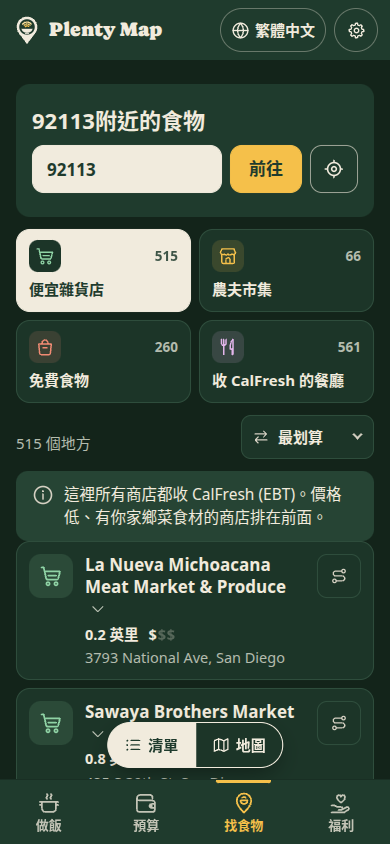 Plenty Map
繁體中文
92113附近的食物
92113
前往
515
便宜雜貨店
66
農夫市集
260
免費食物
561
收 CalFresh 的餐廳
515 個地方
最划算
這裡所有商店都收 CalFresh (EBT)。價格
低、有你家鄉菜食材的商店排在前面。
La Nueva Michoacana
Meat Market & Produce
0.2 英里 $$$
3793 National Ave, San Diego
Sawaya Brothers Market
0.8
清單
地圖
做飯
預算
找食物
福利